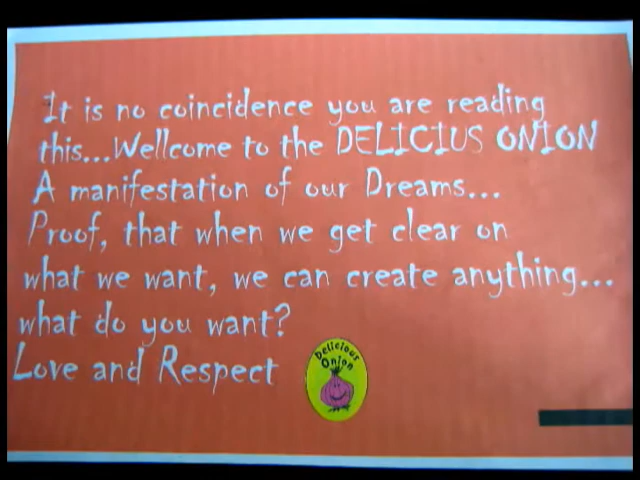 It is no coincidence you are reading
this...Wellcome to the DELICIUS ONION
A manifestation of our Dreams...
Proof, that when we get clear on
what we want, we can create anything...
what do you want?
Love and Respect
Delicious
Onion